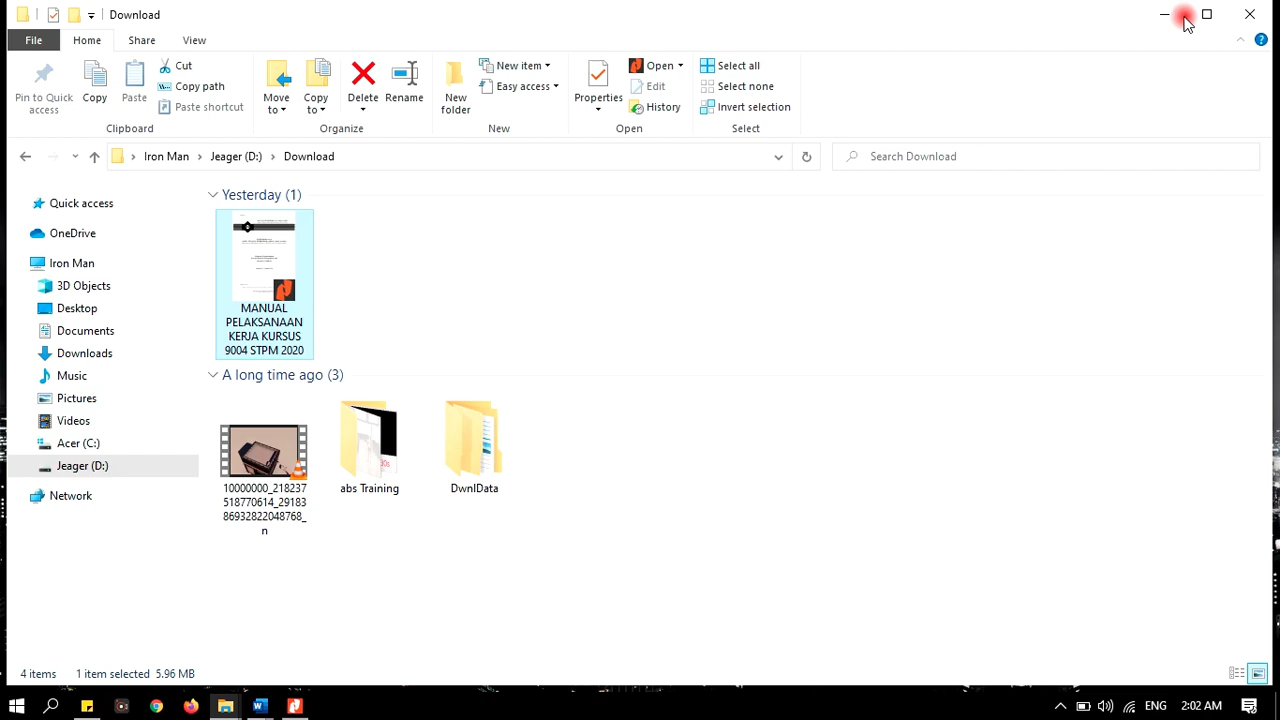 Download
File
Home
Share
View
Pin to Quick access
Copy
Paste
Cut
Copy path
Paste shortcut
Clipboard
Move to
Copy to
Delete
Rename
Organize
New folder
New item
Easy access
New
Properties
Open
Edit
History
Open
Select all
Select none
Invert selection
Select
Iron Man
Jeager (D:)
Download
Search Download
Quick access
OneDrive
Iron Man
3D Objects
Desktop
Documents
Downloads
Music
Pictures
Videos
Acer (C:)
Jeager (D:)
Network
Yesterday (1)
MANUAL
PELAKSANAAN
KERJA KURSUS
9004 STPM 2020
A long time ago (3)
10000000_218237
518770614_29183
86932822048768_
n
abs Training
DwnlData
4 items
1 item selected 5.96 MB
ENG
2:02 AM